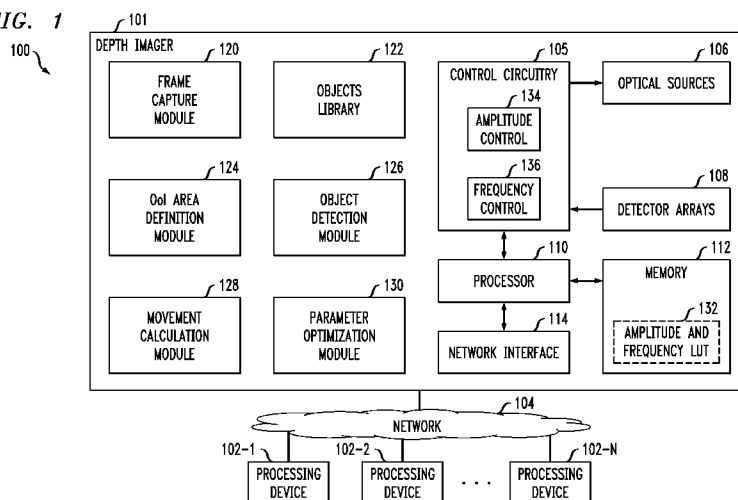 FIG. 1
100
101
DEPTH IMAGER
120
FRAME
CAPTURE
MODULE
122
OBJECTS
LIBRARY
105
CONTROL CIRCUITRY
134
AMPLITUDE
CONTROL
136
FREQUENCY
CONTROL
106
OPTICAL SOURCES
124
OoI AREA
DEFINITION
MODULE
126
OBJECT
DETECTION
MODULE
108
DETECTOR ARRAYS
110
PROCESSOR
112
MEMORY
132
AMPLITUDE AND
FREQUENCY LUT
128
MOVEMENT
CALCULATION
MODULE
130
PARAMETER
OPTIMIZATION
MODULE
114
NETWORK INTERFACE
104
NETWORK
102-1
PROCESSING
DEVICE
102-2
PROCESSING
DEVICE
. . .
102-N
PROCESSING
DEVICE